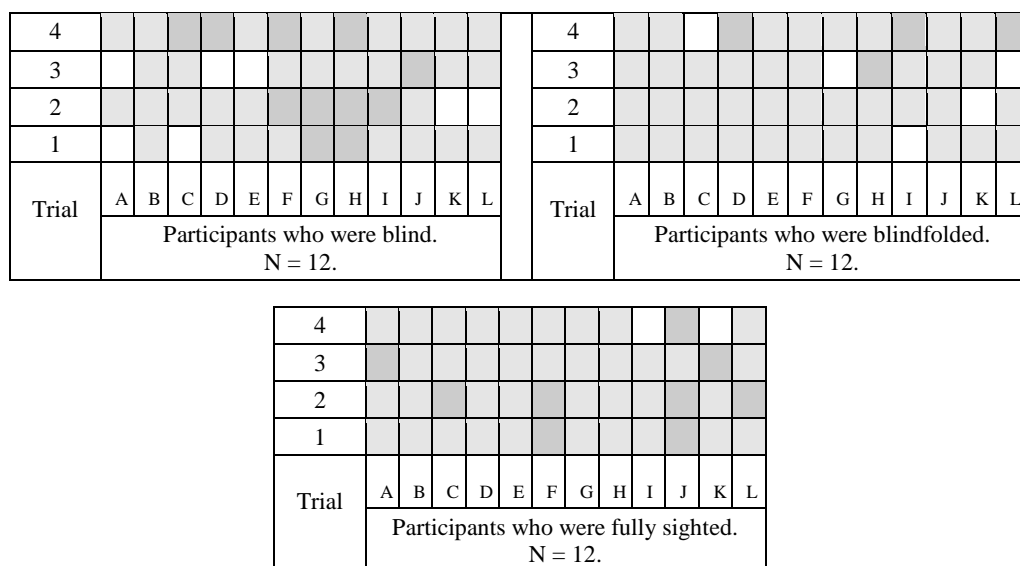 4
3
2
1
Trial
A B C D E F G H I J K L
Participants who were blind.
N = 12.
4
3
2
1
Trial
A B C D E F G H I J K L
Participants who were blindfolded.
N = 12.
4
3
2
1
Trial
A B C D E F G H I J K L
Participants who were fully sighted.
N = 12.